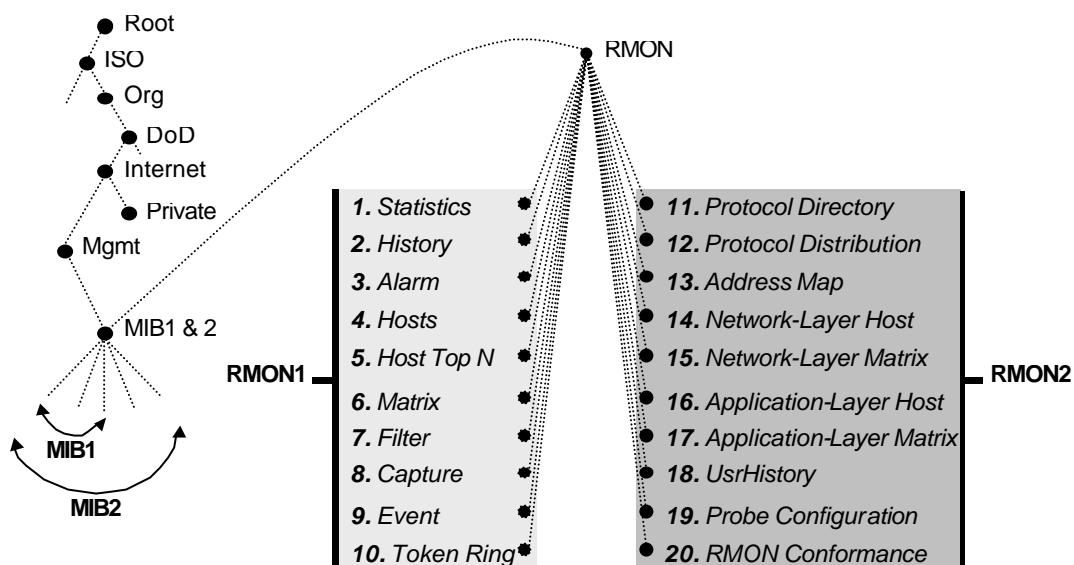 Root
ISO
Org
DoD
Internet
Private
Mgmt
MIB1 & 2
MIB1
MIB2
RMON
RMON1
1. Statistics
2. History
3. Alarm
4. Hosts
5. Host Top N
6. Matrix
7. Filter
8. Capture
9. Event
10. Token Ring
11. Protocol Directory
12. Protocol Distribution
13. Address Map
14. Network-Layer Host
15. Network-Layer Matrix
16. Application-Layer Host
17. Application-Layer Matrix
18. UsrHistory
19. Probe Configuration
20. RMON Conformance
RMON2